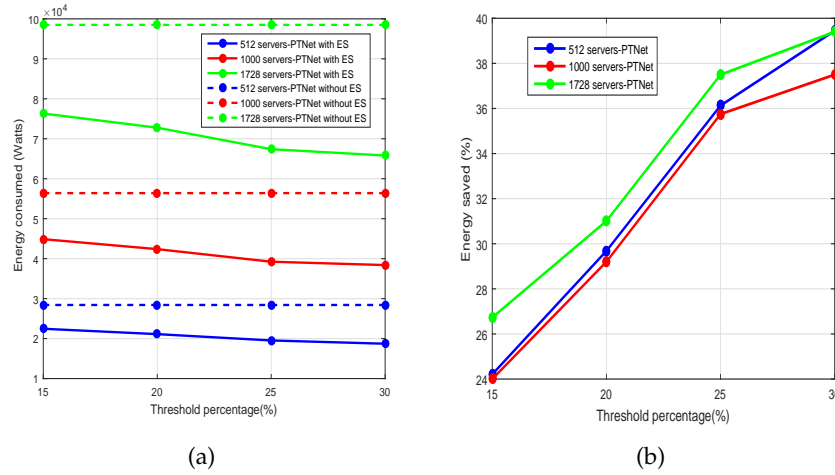 ×10⁴
10
9
8
7
6
5
4
3
2
1
Energy consumed (Watts)
512 servers-PTNet with ES
1000 servers-PTNet with ES
1728 servers-PTNet with ES
512 servers-PTNet without ES
1000 servers-PTNet without ES
1728 servers-PTNet without ES
15 20 25 30
Threshold percentage(%)
(a)
40
38
36
34
32
30
28
26
24
Energy saved (%)
512 servers-PTNet
1000 servers-PTNet
1728 servers-PTNet
15 20 25 30
Threshold percentage(%)
(b)